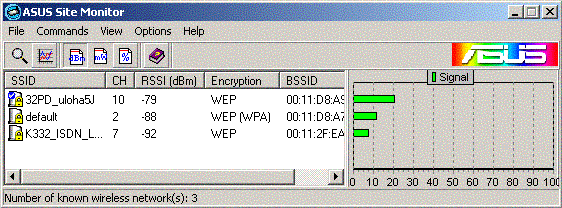 ASUS Site Monitor
File Commands View Options Help
dBm mW % ASUS
SSID CH RSSI (dBm) Encryption BSSID
32PD_uloha5J 10 -79 WEP 00:11:D8:A9
default 2 -88 WEP (WPA) 00:11:D8:A7
K332_ISDN_L... 7 -92 WEP 00:11:2F:EA
Signal
0 10 20 30 40 50 60 70 80 90 100
Number of known wireless network(s): 3